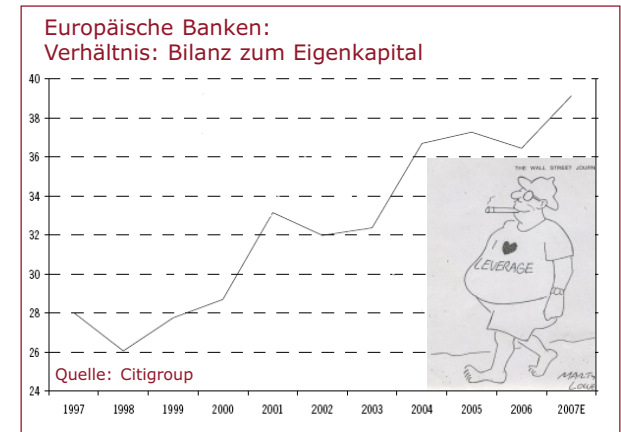 Europäische Banken:
Verhältnis: Bilanz zum Eigenkapital
40
38
36
34
32
30
28
26
24
THE WALL STREET JOURN
I ♥
LEVERAGE
Quelle: Citigroup
1997 1998 1999 2000 2001 2002 2003 2004 2005 2006 2007E